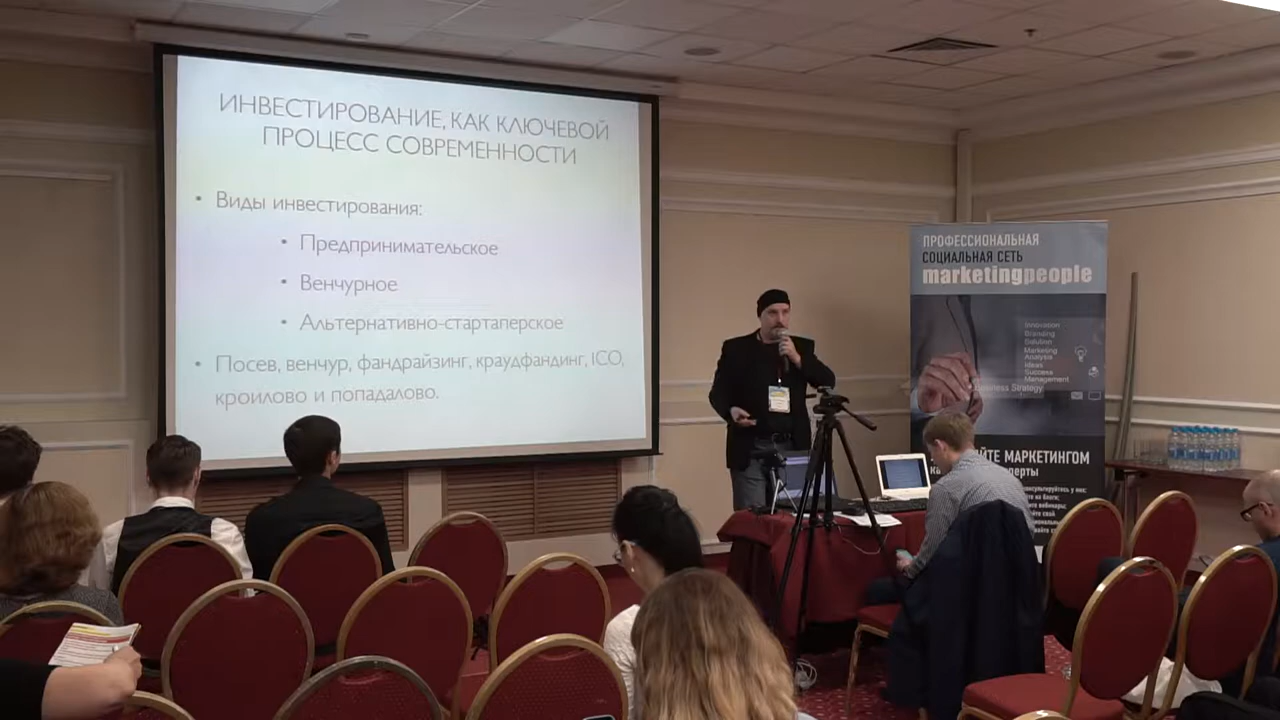 ИНВЕСТИРОВАНИЕ, КАК КЛЮЧЕВОЙ
ПРОЦЕСС СОВРЕМЕННОСТИ
• Виды инвестирования:
• Предпринимательское
• Венчурное
• Альтернативно-стартаперское
• Посев, венчур, фандрайзинг, краудфандинг, ICO,
кроилово и попадалово.
ПРОФЕССИОНАЛЬНАЯ
СОЦИАЛЬНАЯ СЕТЬ
marketingpeople
Innovation
Branding
Solution
Marketing
Analysis
Ideas
Success
Management
Business Strategy
МАРКЕТИНГОМ